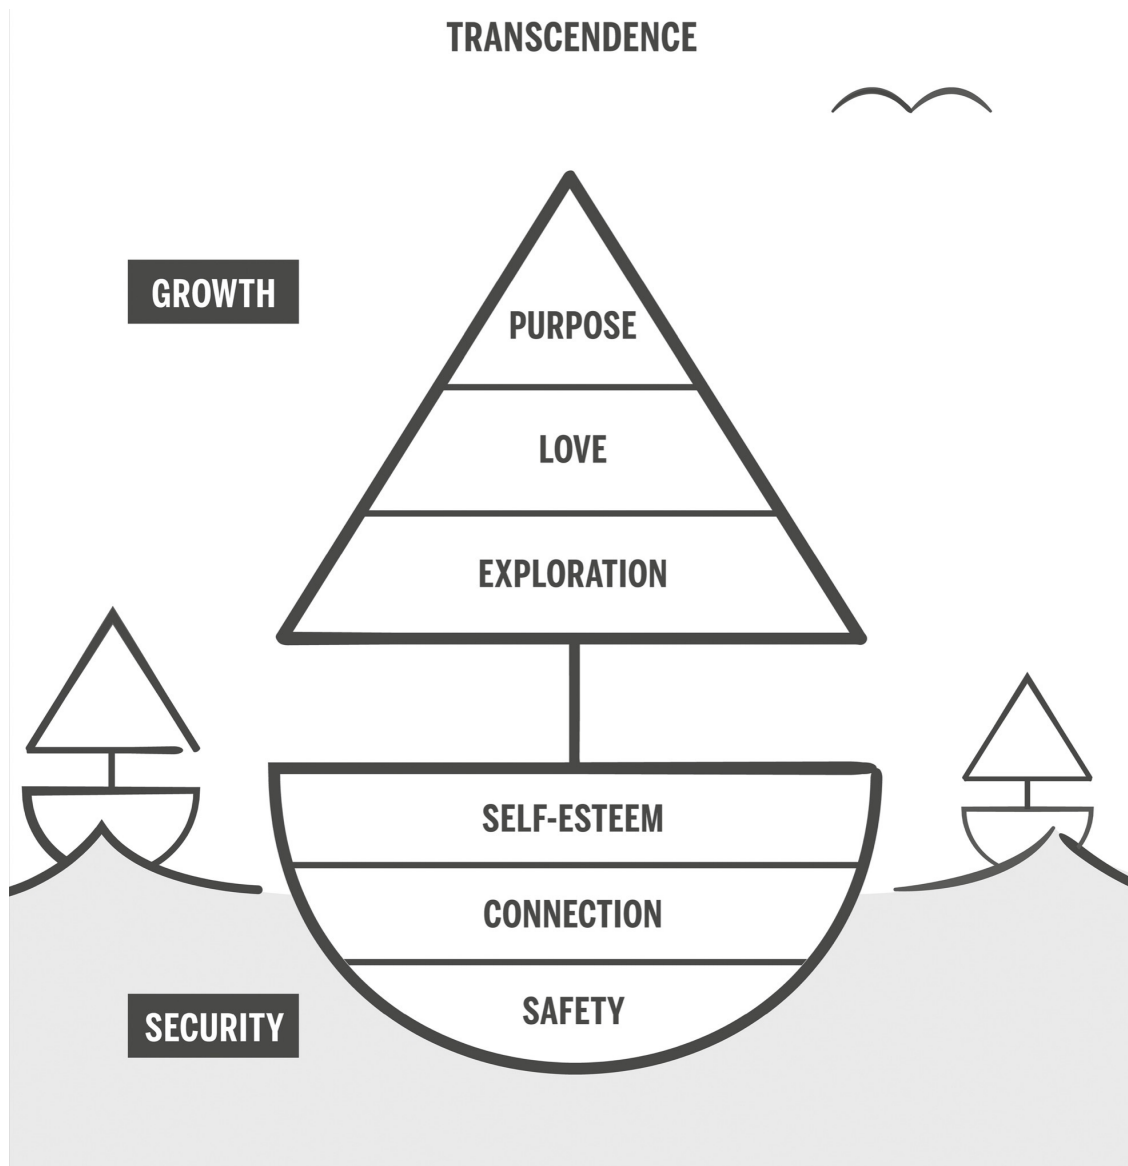 TRANSCENDENCE
GROWTH
PURPOSE
LOVE
EXPLORATION
SELF-ESTEEM
CONNECTION
SAFETY
SECURITY